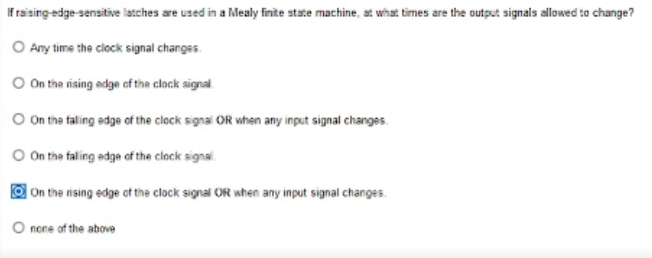 If raising-edge-sensitive latches are used in a Mealy finite state machine, at what times are the output signals allowed to change?
Any time the clock signal changes.
On the rising edge of the clock signal.
On the falling edge of the clock signal OR when any input signal changes.
On the falling edge of the clock signal.
On the rising edge of the clock signal OR when any input signal changes.
none of the above